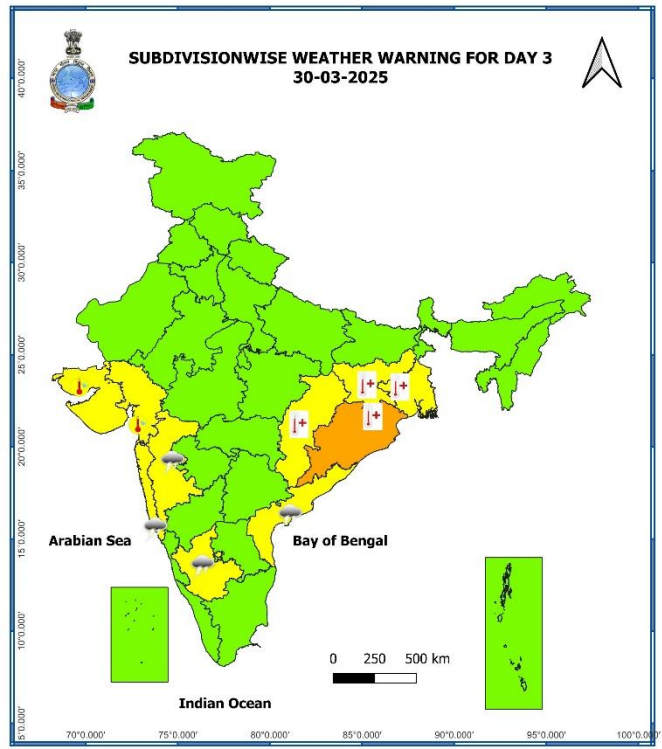 SUBDIVISIONWISE WEATHER WARNING FOR DAY 3
30-03-2025
40°0.000'
35°0.000'
30°0.000'
25°0.000'
20°0.000'
15°0.000'
10°0.000'
5°0.000'
Arabian Sea
Bay of Bengal
0 250 500 km
Indian Ocean
70°0.000' 75°0.000' 80°0.000' 85°0.000' 90°0.000' 95°0.000' 100°0.000'